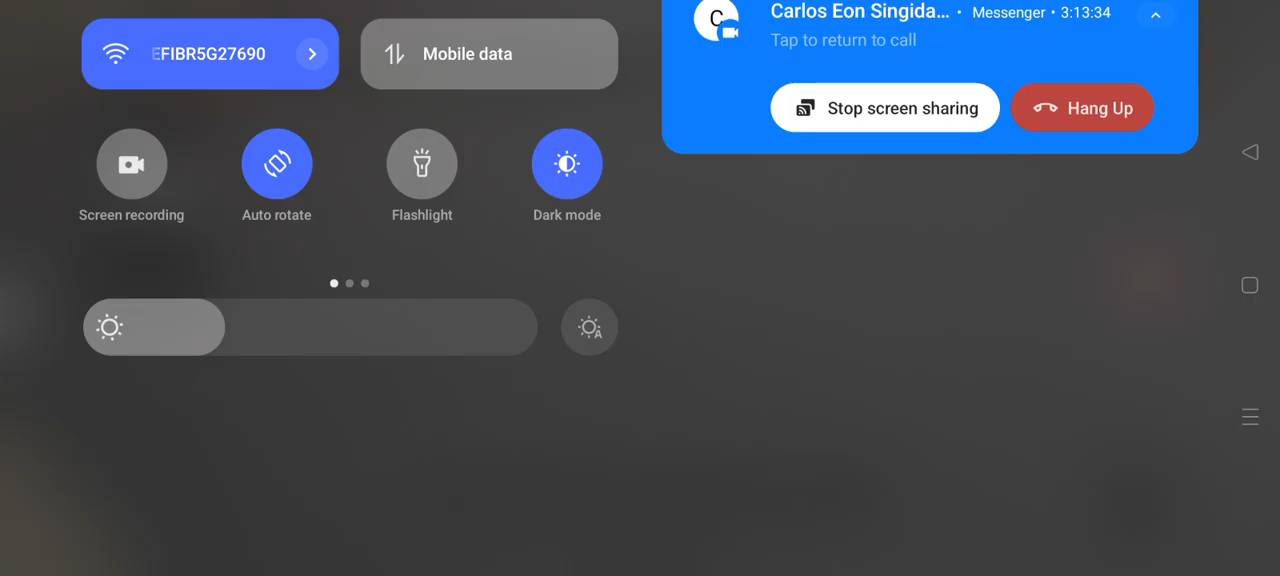 EFIBR5G27690
Mobile data
Screen recording
Auto rotate
Flashlight
Dark mode
A
C
Carlos Eon Singida... • Messenger • 3:13:34
Tap to return to call
Stop screen sharing
Hang Up